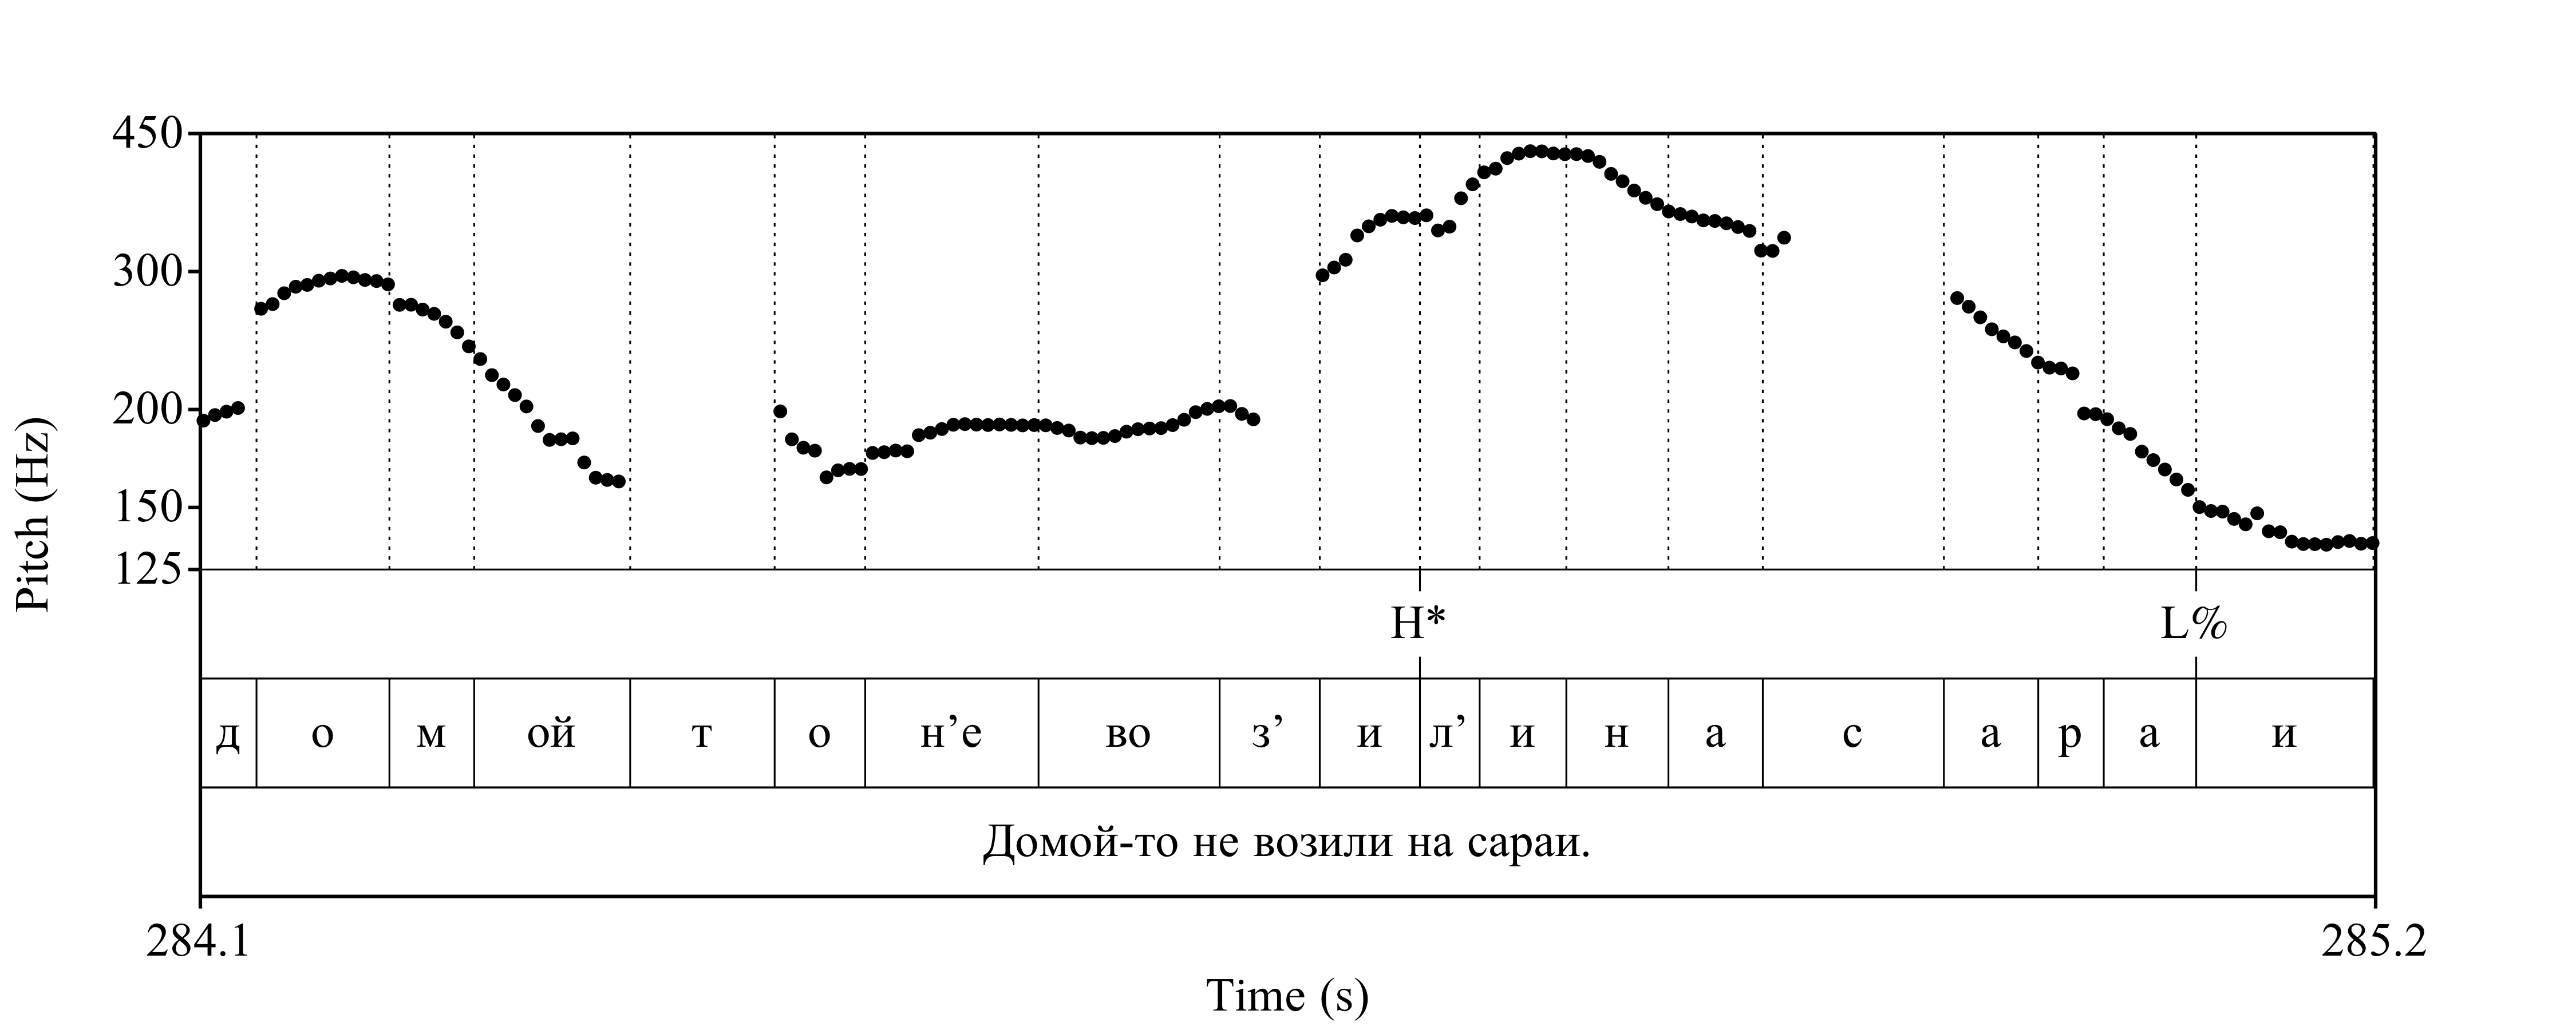 450
300
200
150
125
Pitch (Hz)
H* L%
д о м ой т о н’е во з’ и л’ и н а с а р а и
Домой-то не возили на сараи.
284.1 285.2
Time (s)